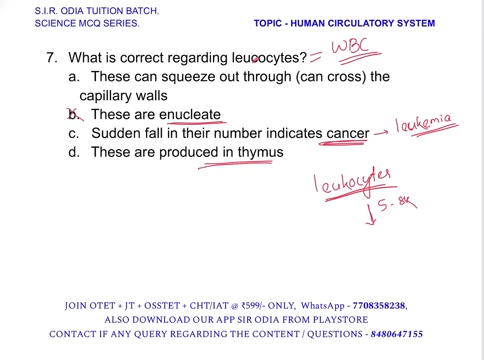 S.I.R. ODIA TUITION BATCH.
SCIENCE MCQ SERIES.
TOPIC - HUMAN CIRCULATORY SYSTEM
7. What is correct regarding leucocytes? = WBC
a. These can squeeze out through (can cross) the
capillary walls
b. These are enucleate
c. Sudden fall in their number indicates cancer → leukemia
d. These are produced in thymus
leukocytes
↓ 5-8k
JOIN OTET + JT + OSSTET + CHT/IAT @ ₹599/- ONLY, WhatsApp - 7708358238,
ALSO DOWNLOAD OUR APP SIR ODIA FROM PLAYSTORE
CONTACT IF ANY QUERY REGARDING THE CONTENT / QUESTIONS - 8480647155